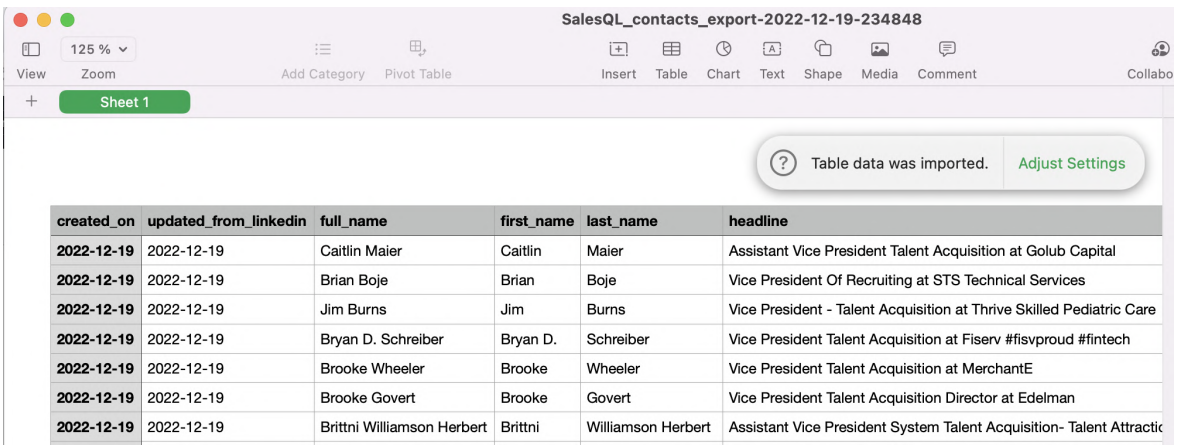 SalesQL_contacts_export-2022-12-19-234848
125 %
View Zoom Add Category Pivot Table Insert Table Chart Text Shape Media Comment Collabo
Sheet 1
Table data was imported. Adjust Settings
created_on updated_from_linkedin full_name first_name last_name headline
2022-12-19 2022-12-19 Caitlin Maier Caitlin Maier Assistant Vice President Talent Acquisition at Golub Capital
2022-12-19 2022-12-19 Brian Boje Brian Boje Vice President Of Recruiting at STS Technical Services
2022-12-19 2022-12-19 Jim Burns Jim Burns Vice President - Talent Acquisition at Thrive Skilled Pediatric Care
2022-12-19 2022-12-19 Bryan D. Schreiber Bryan D. Schreiber Vice President Talent Acquisition at Fiserv #fisvproud #fintech
2022-12-19 2022-12-19 Brooke Wheeler Brooke Wheeler Vice President Talent Acquisition at MerchantE
2022-12-19 2022-12-19 Brooke Govert Brooke Govert Vice President Talent Acquisition Director at Edelman
2022-12-19 2022-12-19 Brittni Williamson Herbert Brittni Williamson Herbert Assistant Vice President System Talent Acquisition- Talent Attractic